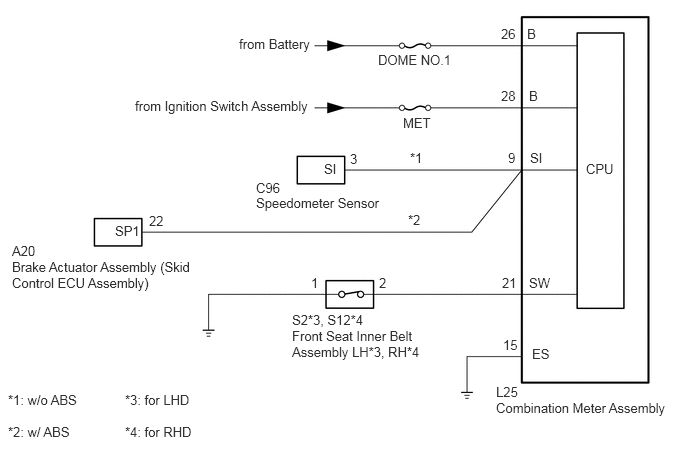 from Battery
DOME NO.1
26 B
from Ignition Switch Assembly
MET
28 B
SI 3 *1 9 SI
CPU
C96
Speedometer Sensor
SP1 22 *2
A20
Brake Actuator Assembly (Skid
Control ECU Assembly)
1 2 21 SW
S2*3, S12*4
Front Seat Inner Belt
Assembly LH*3, RH*4
15 ES
L25
Combination Meter Assembly
*1: w/o ABS *3: for LHD
*2: w/ ABS *4: for RHD